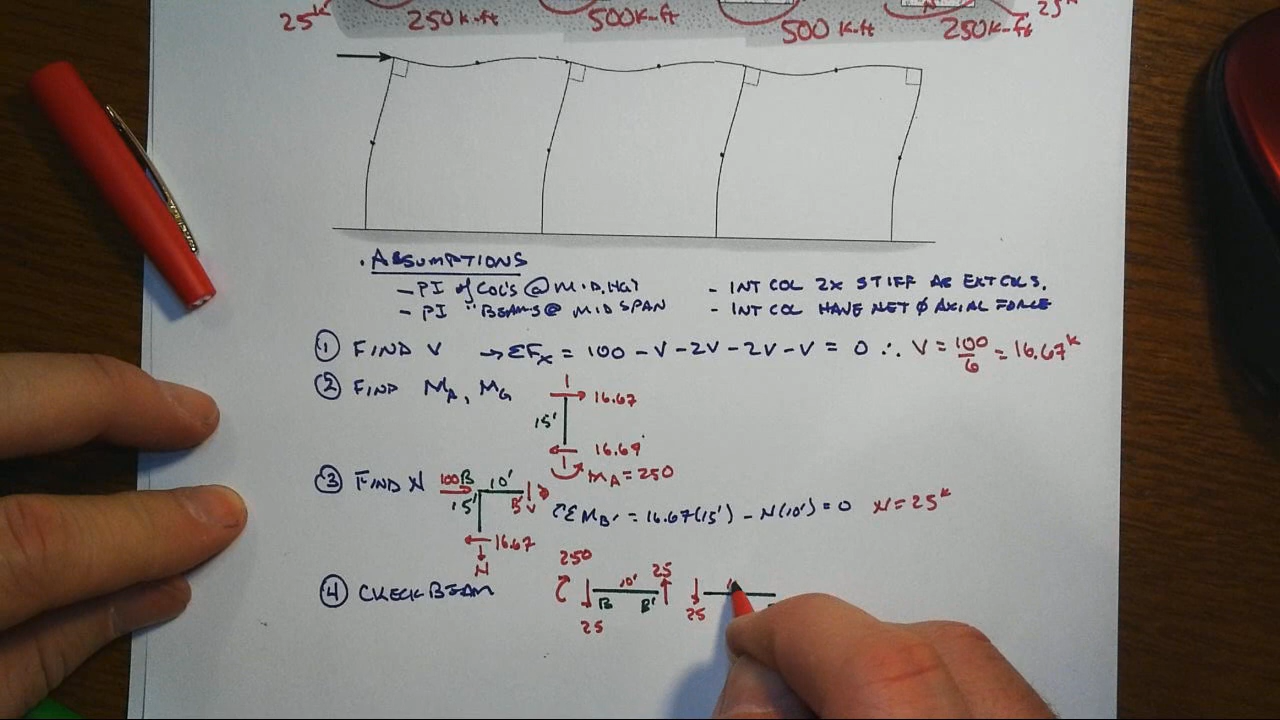 25ᴷ 250K-ft 500K-ft 500 K-ft 250K-ft 25ᴷ
. ASSUMPTIONS
- PI of COL'S @ MID.HGT - INT COL 2X STIFF AS EXT COLS.
- PI " BEAMS @ MIDSPAN - INT COL HAVE NET Ø AXIAL FORCE
① FIND V → ΣFx = 100 - V - 2V - 2V - V = 0 ∴ V = 100/6 = 16.67ᴷ
② FIND MA, MG
16.67
15'
16.67
MA = 250
③ FIND N 100 B 10'
15' B' V
ΣMB' = 16.67(15') - N(10') = 0 N = 25ᴷ
16.67
N
④ CHECK BEAM
250 10' 25
B B' 25
25